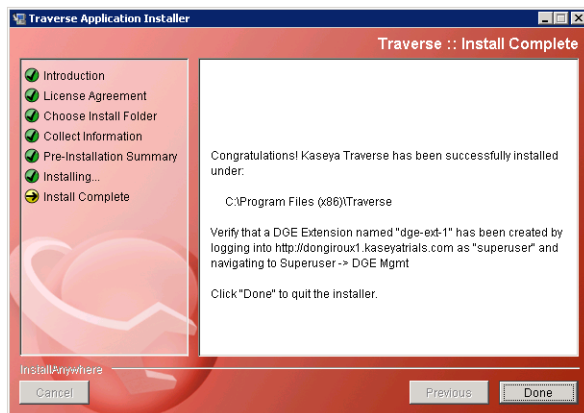 Traverse Application Installer
Traverse :: Install Complete
Introduction
License Agreement
Choose Install Folder
Collect Information
Pre-Installation Summary
Installing...
Install Complete
Congratulations! Kaseya Traverse has been successfully installed
under:
C:\Program Files (x86)\Traverse
Verify that a DGE Extension named "dge-ext-1" has been created by
logging into http://dongiroux1.kaseyatrials.com as "superuser" and
navigating to Superuser -> DGE Mgmt
Click "Done" to quit the installer.
InstallAnywhere
Cancel
Previous
Done